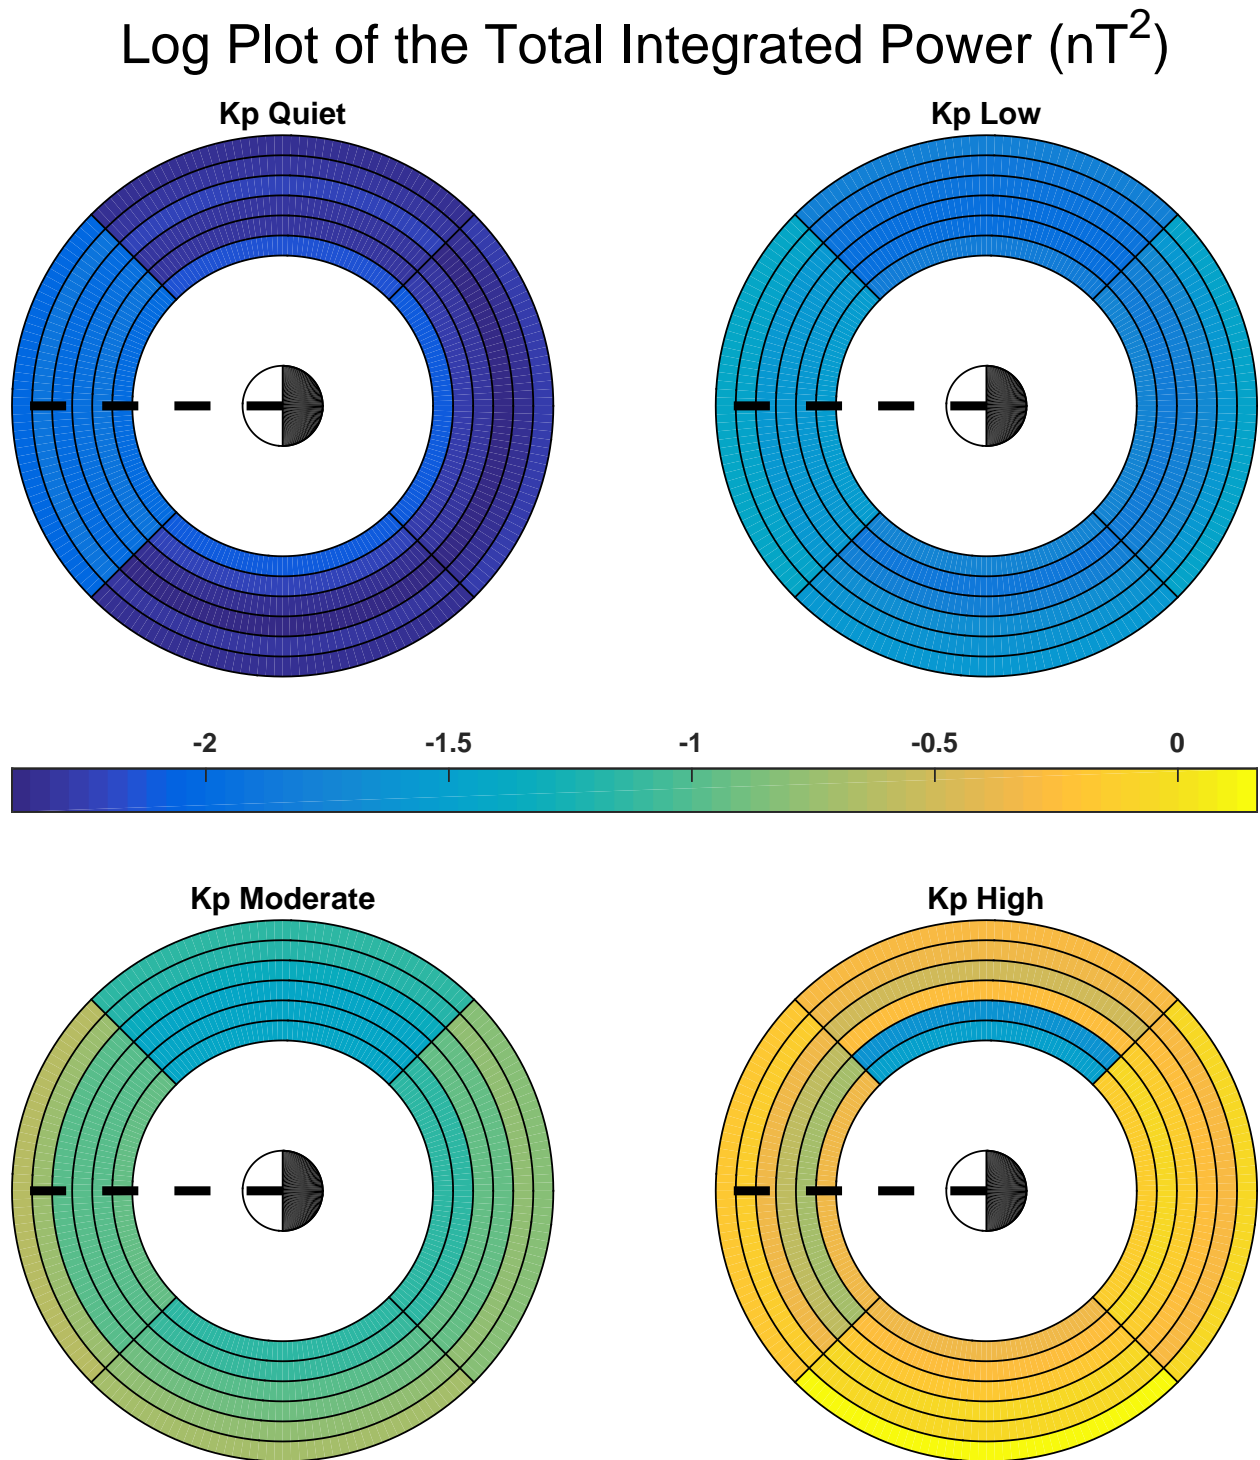 Log Plot of the Total Integrated Power (nT²)
Kp Quiet
Kp Low
-2 -1.5 -1 -0.5 0
Kp Moderate
Kp High